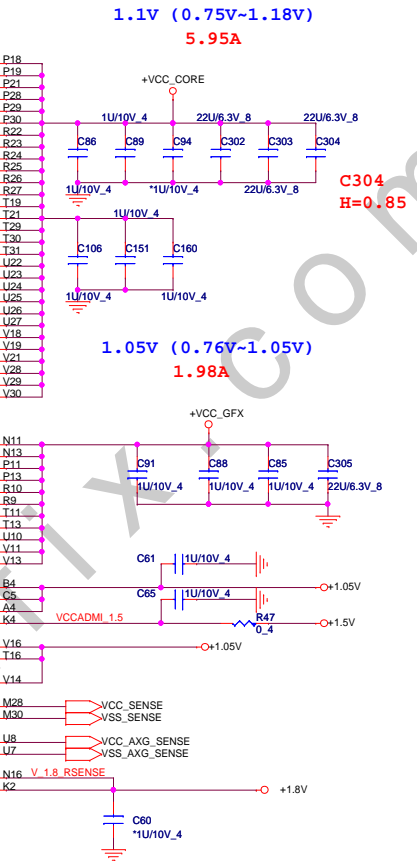 1.1V (0.75V~1.18V)
5.95A
P18
P19
P21
P28
P29
P30
R22
R23
R24
R25
R26
R27
T19
T21
T29
T30
T31
U22
U23
U24
U25
U26
U27
V18
V19
V21
V28
V29
V30
+VCC_CORE
1U/10V_4
22U/6.3V_8
22U/6.3V_8
C86
C89
C94
C302
C303
C304
1U/10V_4
*1U/10V_4
22U/6.3V_8
C304
H=0.85
1U/10V_4
C106
C151
C160
1U/10V_4
1U/10V_4
1.05V (0.76V~1.05V)
1.98A
+VCC_GFX
N11
N13
P11
P13
R10
R9
T11
T13
U10
V11
V13
C91
C88
C85
C305
1U/10V_4
1U/10V_4
1U/10V_4
22U/6.3V_8
C61
1U/10V_4
B4
C5
A4
K4
+1.05V
C65
1U/10V_4
VCCADMI_1.5
R47
0_4
+1.5V
V16
T16
V14
+1.05V
M28
M30
VCC_SENSE
VSS_SENSE
U8
U7
VCC_AXG_SENSE
VSS_AXG_SENSE
N16
K2
V_1.8_RSENSE
+1.8V
C60
*1U/10V_4